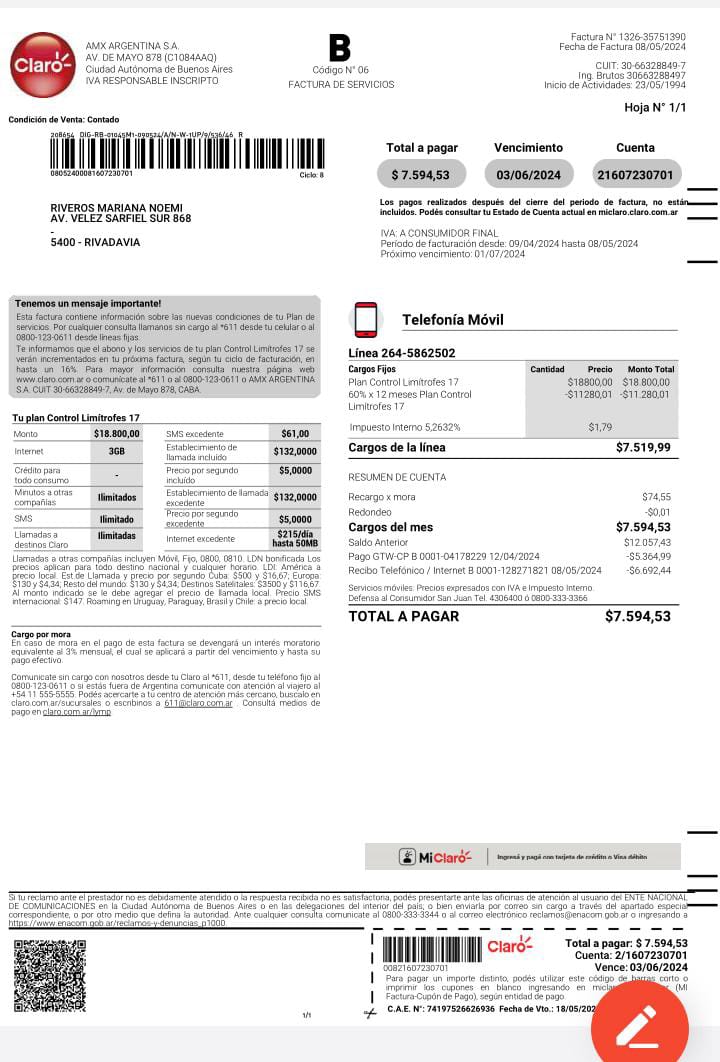 Claro
AMX ARGENTINA S.A.
AV. DE MAYO 878 (C1084AAQ)
Ciudad Autónoma de Buenos Aires
IVA RESPONSABLE INSCRIPTO
B
Código N° 06
FACTURA DE SERVICIOS
Factura N° 1326-35751390
Fecha de Factura 08/05/2024
CUIT: 30-66328849-7
Ing. Brutos 30663288497
Inicio de Actividades: 23/05/1994
Hoja N° 1/1
Condición de Venta: Contado
208654 DIG-RB-01045M1-090524/A/N-W-1UP/9/536/46 R
08052400081607230701
Ciclo: 8
RIVEROS MARIANA NOEMI
AV. VELEZ SARFIEL SUR 868
-
5400 - RIVADAVIA
Total a pagar Vencimiento Cuenta
$ 7.594,53 03/06/2024 21607230701
Los pagos realizados después del cierre del periodo de factura, no están
incluidos. Podés consultar tu Estado de Cuenta actual en miclaro.claro.com.ar
IVA: A CONSUMIDOR FINAL
Período de facturación desde: 09/04/2024 hasta 08/05/2024
Próximo vencimiento: 01/07/2024
Tenemos un mensaje importante!
Esta factura contiene información sobre las nuevas condiciones de tu Plan de
servicios. Por cualquier consulta llamanos sin cargo al *611 desde tu celular o al
0800-123-0611 desde líneas fijas.
Te informamos que el abono y los servicios de tu plan Control Limítrofes 17 se
verán incrementados en tu próxima factura, según tu ciclo de facturación, en
hasta un 16%. Para mayor información consulta nuestra página web
www.claro.com.ar o comunícate al *611 o al 0800-123-0611 o AMX ARGENTINA
S.A. CUIT 30-66328849-7, Av. de Mayo 878, CABA.
Tu plan Control Limítrofes 17
Monto $18.800,00 SMS excedente $61,00
Internet 3GB Establecimiento de llamada incluído $132,0000
Crédito para todo consumo - Precio por segundo incluído $5,0000
Minutos a otras compañías Ilimitados Establecimiento de llamada excedente $132,0000
SMS Ilimitado Precio por segundo excedente $5,0000
Llamadas a destinos Claro Ilimitadas Internet excedente $215/día hasta 50MB
Llamadas a otras compañías incluyen Móvil, Fijo, 0800, 0810. LDN bonificada Los
precios aplican para todo destino nacional y cualquier horario. LDI: América a
precio local. Est.de Llamada y precio por segundo Cuba: $500 y $16,67; Europa:
$130 y $4,34; Resto del mundo: $130 y $4,34; Destinos Satelitales: $3500 y $116,67.
Al monto indicado se le debe agregar el precio de llamada local. Precio SMS
internacional: $147. Roaming en Uruguay, Paraguay, Brasil y Chile: a precio local.
Cargo por mora
En caso de mora en el pago de esta factura se devengará un interés moratorio
equivalente al 3% mensual, el cual se aplicará a partir del vencimiento y hasta su
pago efectivo.
Comunicate sin cargo con nosotros desde tu Claro al *611, desde tu teléfono fijo al
0800-123-0611 o si estás fuera de Argentina comunicate con atención al viajero al
+54 11 555-5555. Podés acercarte a tu centro de atención más cercano, buscalo en
claro.com.ar/sucursales o escribinos a 611@claro.com.ar . Consultá medios de
pago en claro.com.ar/lymp.
Telefonía Móvil
Línea 264-5862502
Cargos Fijos Cantidad Precio Monto Total
Plan Control Limítrofes 17 $18800,00 $18.800,00
60% x 12 meses Plan Control -$11280,01 -$11.280,01
Limítrofes 17
Impuesto Interno 5,2632% $1,79
Cargos de la línea $7.519,99
RESUMEN DE CUENTA
Recargo x mora $74,55
Redondeo -$0,01
Cargos del mes $7.594,53
Saldo Anterior $12.057,43
Pago GTW-CP B 0001-04178229 12/04/2024 -$5.364,99
Recibo Telefónico / Internet B 0001-128271821 08/05/2024 -$6.692,44
Servicios móviles: Precios expresados con IVA e Impuesto Interno.
Defensa al Consumidor San Juan Tel. 4306400 ó 0800-333-3366
TOTAL A PAGAR $7.594,53
MiClaro Ingresá y pagá con tarjeta de crédito o Visa débito
Si tu reclamo ante el prestador no es debidamente atendido o la respuesta recibida no es satisfactoria, podés presentarte ante las oficinas de atención al usuario del ENTE NACIONAL
DE COMUNICACIONES en la Ciudad Autónoma de Buenos Aires o en las delegaciones del interior del país; o bien enviarla por correo sin cargo a través del apartado especial
correspondiente, o por otro medio que defina la autoridad. Ante cualquier consulta comunicate al 0800-333-3344 o al correo electrónico reclamos@enacom.gob.ar o ingresando a
https://www.enacom.gob.ar/reclamos-y-denuncias_p1000.
1/1
00821607230701
Claro
Total a pagar: $ 7.594,53
Cuenta: 2/1607230701
Vence: 03/06/2024
Para pagar un importe distinto, podés utilizar este código de barras corto o
imprimir los cupones en blanco ingresando en (MI
Factura-Cupón de Pago), según entidad de pago.
C.A.E. N°: 74197526626936 Fecha de Vto.: 18/05/202